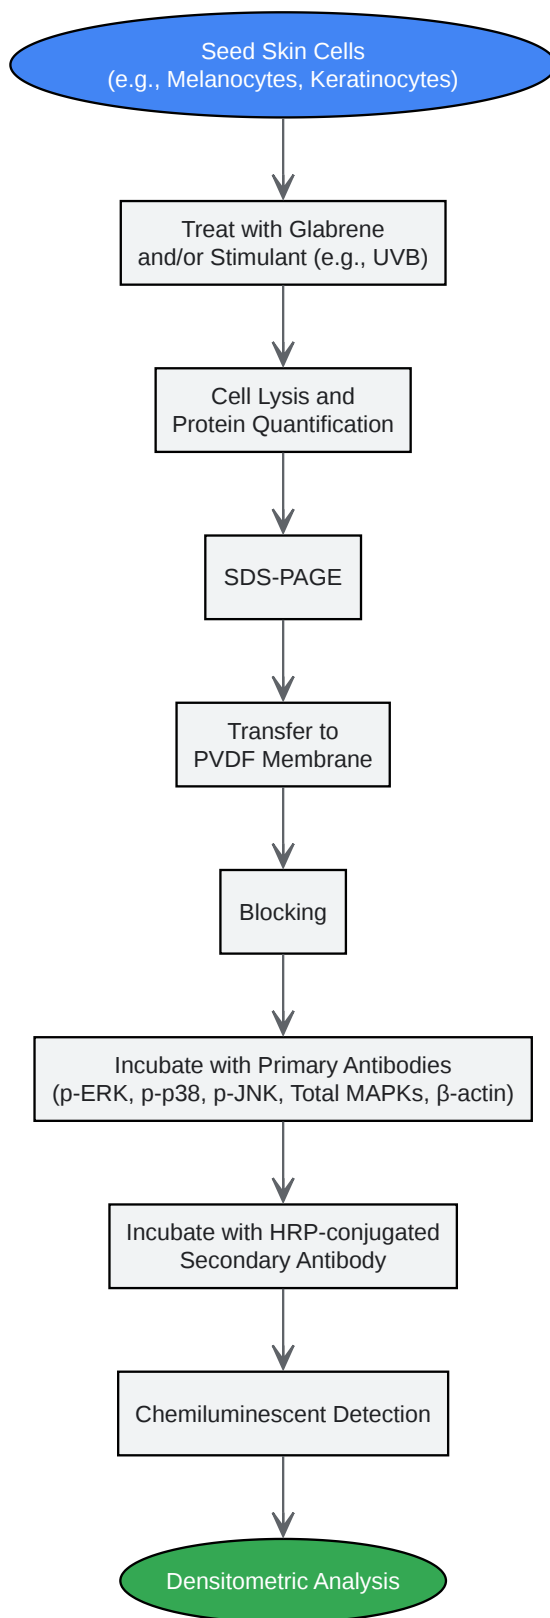 Seed Skin Cells
(e.g., Melanocytes, Keratinocytes)
Treat with Glabrene
and/or Stimulant (e.g., UVB)
Cell Lysis and
Protein Quantification
SDS-PAGE
Transfer to
PVDF Membrane
Blocking
Incubate with Primary Antibodies
(p-ERK, p-p38, p-JNK, Total MAPKs, β-actin)
Incubate with HRP-conjugated
Secondary Antibody
Chemiluminescent Detection
Densitometric Analysis